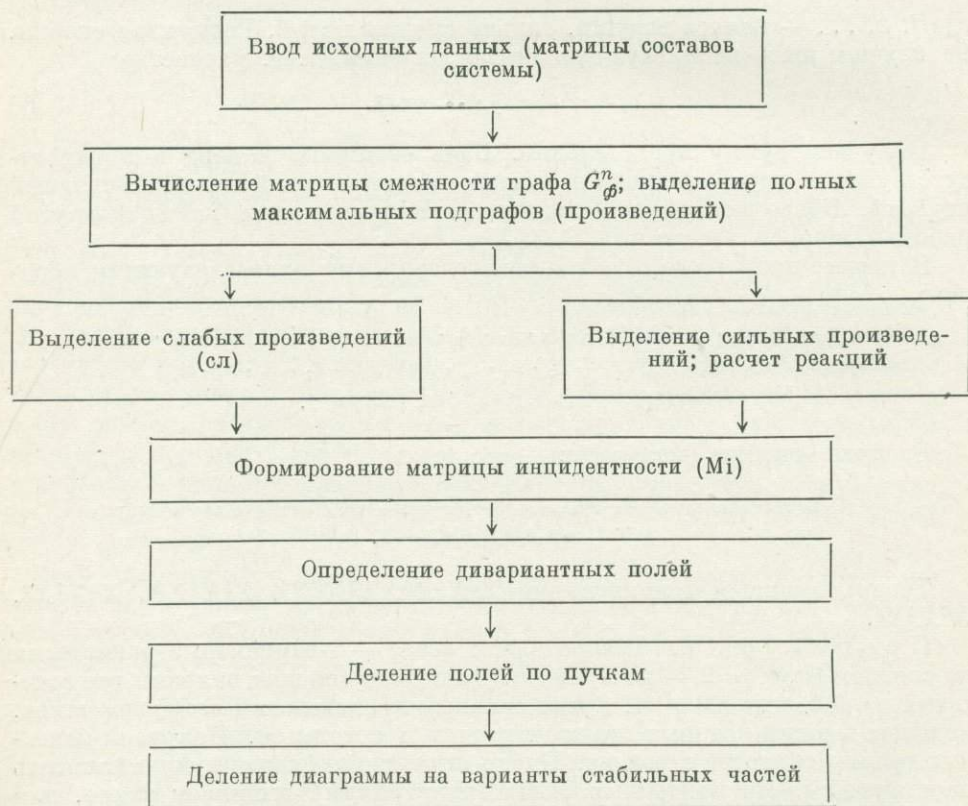 Ввод исходных данных (матрицы составов
системы)
Вычисление матрицы смежности графа Gⁿ_ф; выделение полных
максимальных подграфов (произведений)
Выделение слабых произведений
(сл)
Выделение сильных произведе-
ний; расчет реакций
Формирование матрицы инцидентности (Mi)
Определение дивариантных полей
Деление полей по пучкам
Деление диаграммы на варианты стабильных частей